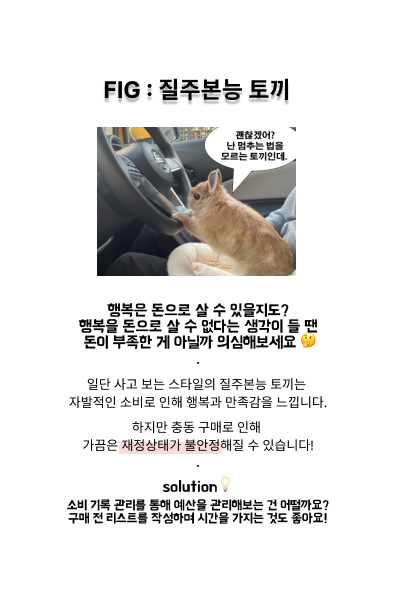 FIG : 질주본능 토끼
괜찮겠어?
난 멈추는 법을
모르는 토끼인데.
행복은 돈으로 살 수 있을지도?
행복을 돈으로 살 수 없다는 생각이 들 땐
돈이 부족한 게 아닐까 의심해보세요 🤔
.
일단 사고 보는 스타일의 질주본능 토끼는
자발적인 소비로 인해 행복과 만족감을 느낍니다.
하지만 충동 구매로 인해
가끔은 재정상태가 불안정해질 수 있습니다!
.
solution💡
소비 기록 관리를 통해 예산을 관리해보는 건 어떨까요?
구매 전 리스트를 작성하며 시간을 가지는 것도 좋아요!